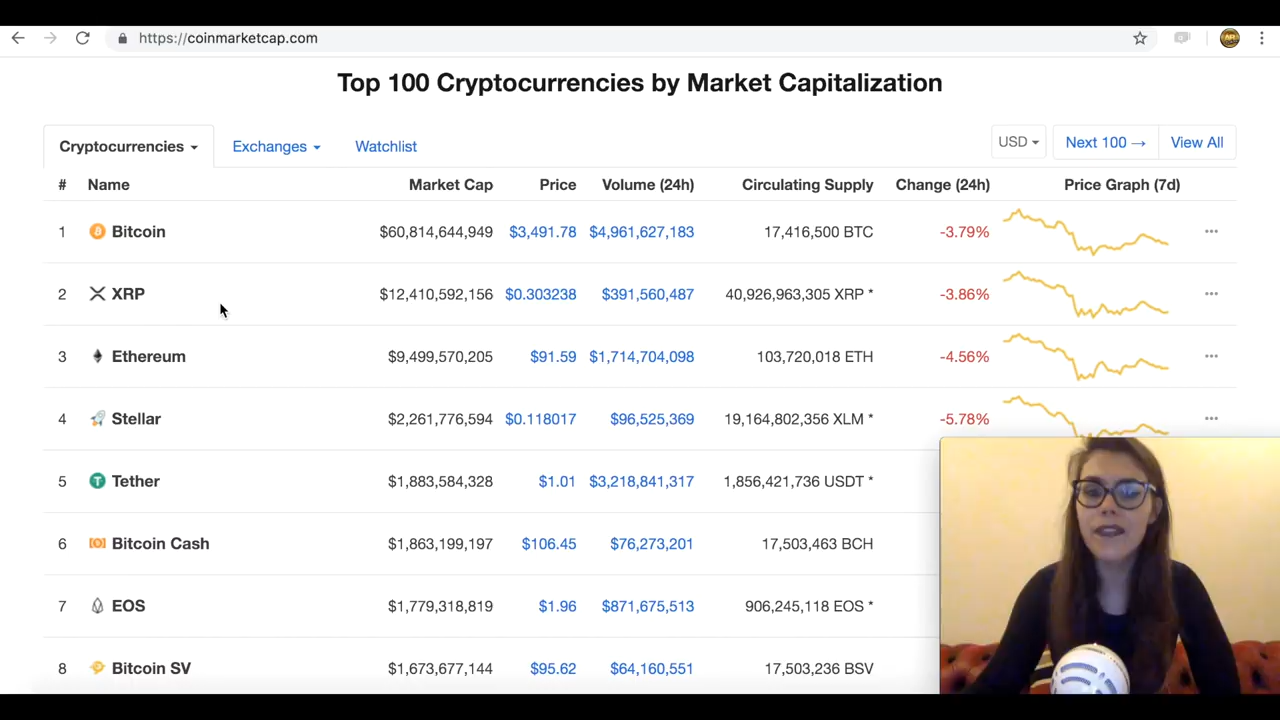 https://coinmarketcap.com
Top 100 Cryptocurrencies by Market Capitalization
Cryptocurrencies Exchanges Watchlist USD Next 100 → View All
# Name Market Cap Price Volume (24h) Circulating Supply Change (24h) Price Graph (7d)
1 Bitcoin $60,814,644,949 $3,491.78 $4,961,627,183 17,416,500 BTC -3.79%
2 XRP $12,410,592,156 $0.303238 $391,560,487 40,926,963,305 XRP * -3.86%
3 Ethereum $9,499,570,205 $91.59 $1,714,704,098 103,720,018 ETH -4.56%
4 Stellar $2,261,776,594 $0.118017 $96,525,369 19,164,802,356 XLM * -5.78%
5 Tether $1,883,584,328 $1.01 $3,218,841,317 1,856,421,736 USDT *
6 Bitcoin Cash $1,863,199,197 $106.45 $76,273,201 17,503,463 BCH
7 EOS $1,779,318,819 $1.96 $871,675,513 906,245,118 EOS *
8 Bitcoin SV $1,673,677,144 $95.62 $64,160,551 17,503,236 BSV